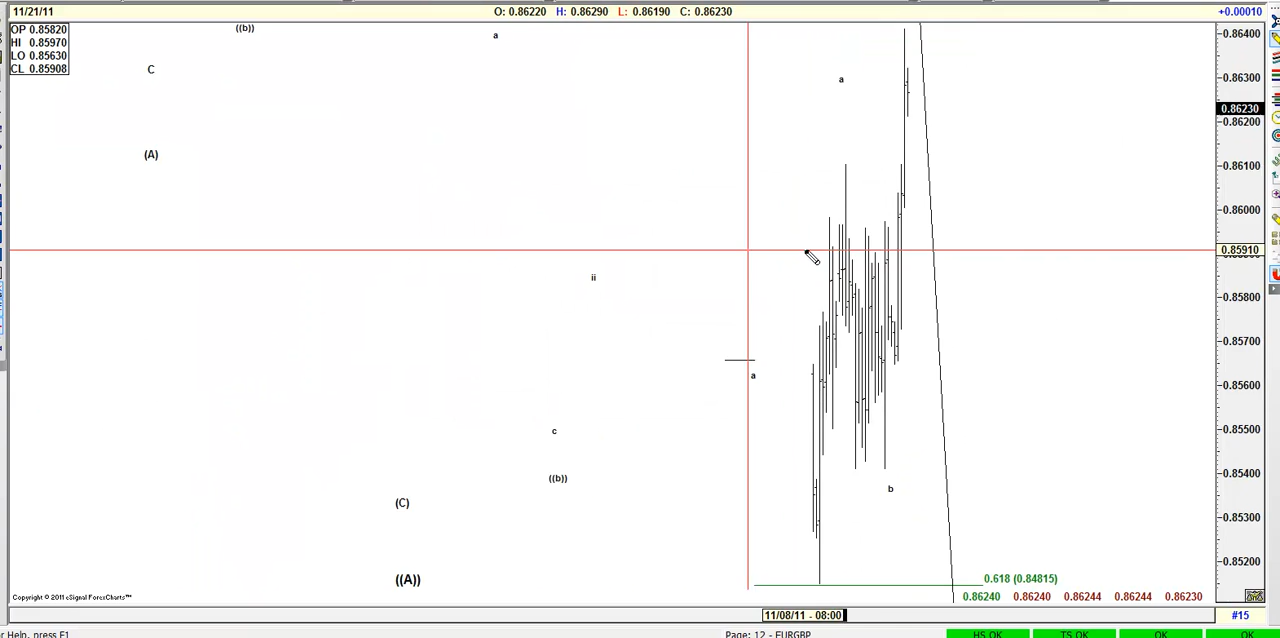 11/21/11 O: 0.86220 H: 0.86290 L: 0.86190 C: 0.86230 +0.00010
OP 0.85820
HI 0.85970
LO 0.85630
CL 0.85908
((b))
a
C
(A)
a
ii
a
c
((b))
b
(C)
((A))
0.618 (0.84815)
0.86240 0.86240 0.86244 0.86244 0.86230
0.86400
0.86300
0.86230
0.86200
0.86100
0.86000
0.85910
0.85800
0.85700
0.85600
0.85500
0.85400
0.85300
0.85200
Copyright © 2011 eSignal ForexCharts™
11/08/11 - 08:00
#15
or Help, press F1
Page: 12 - EURGBP
HS OK TS OK OK OK